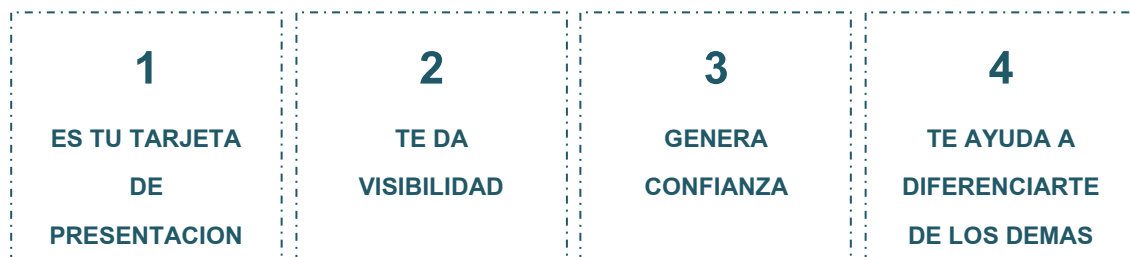 1
ES TU TARJETA
DE
PRESENTACION
2
TE DA
VISIBILIDAD
3
GENERA
CONFIANZA
4
TE AYUDA A
DIFERENCIARTE
DE LOS DEMAS